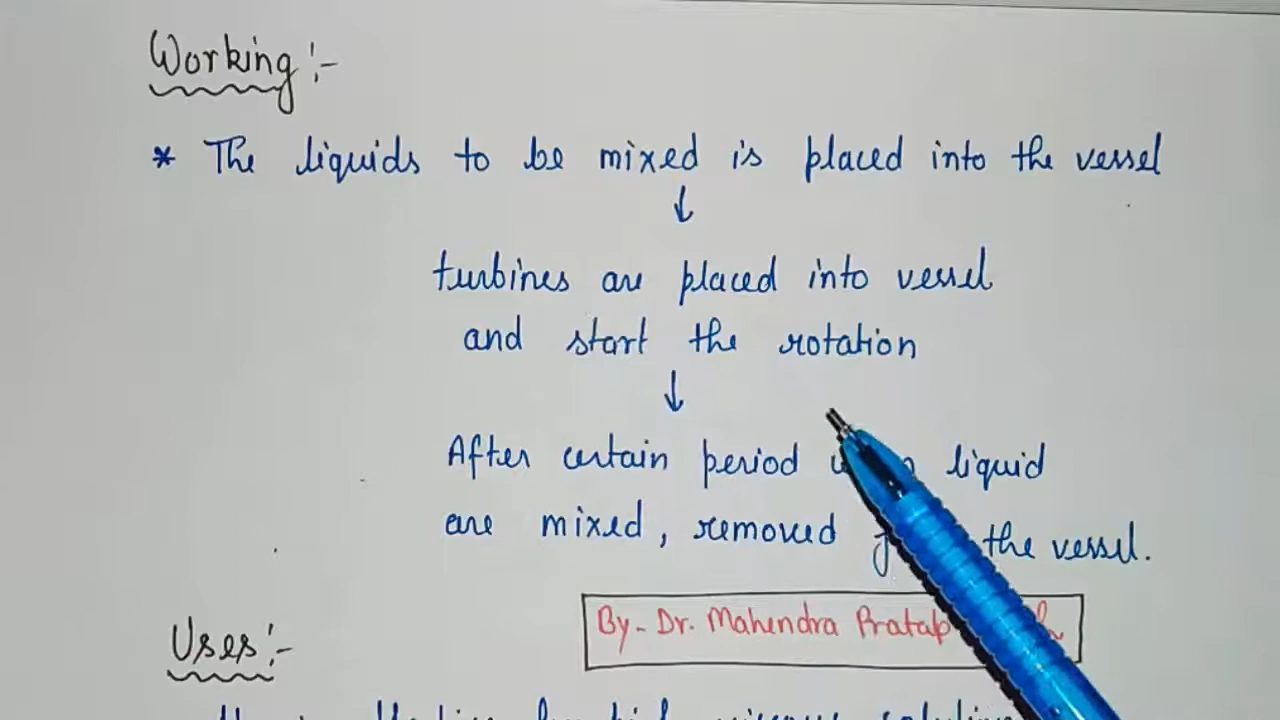 Working :-
* The liquids to be mixed is placed into the vessel
↓
turbines are placed into vessel
and start the rotation
↓
After certain period liquid
are mixed, removed the vessel.
By- Dr. Mahendra Pratap
Uses :-